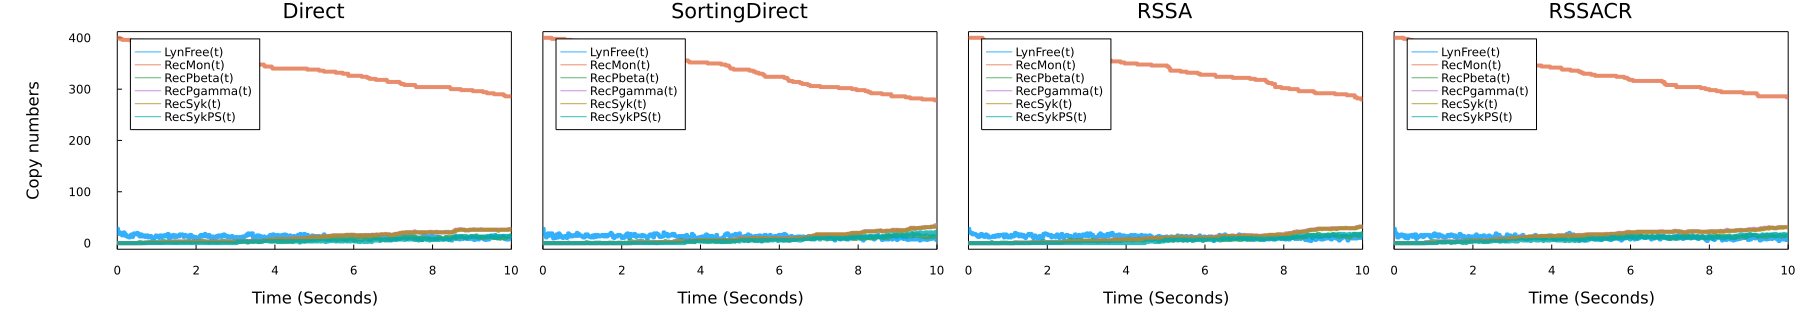 Direct
SortingDirect
RSSA
RSSACR
Copy numbers
400
300
200
100
0
LynFree(t)
RecMon(t)
RecPbeta(t)
RecPgamma(t)
RecSyk(t)
RecSykPS(t)
0 2 4 6 8 10
Time (Seconds)
LynFree(t)
RecMon(t)
RecPbeta(t)
RecPgamma(t)
RecSyk(t)
RecSykPS(t)
0 2 4 6 8 10
Time (Seconds)
LynFree(t)
RecMon(t)
RecPbeta(t)
RecPgamma(t)
RecSyk(t)
RecSykPS(t)
0 2 4 6 8 10
Time (Seconds)
LynFree(t)
RecMon(t)
RecPbeta(t)
RecPgamma(t)
RecSyk(t)
RecSykPS(t)
0 2 4 6 8 10
Time (Seconds)